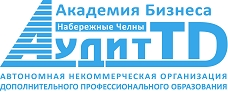 Академия Бизнеса
Набережные Челны
АудитTD
АВТОНОМНАЯ НЕКОММЕРЧЕСКАЯ ОРГАНИЗАЦИЯ
ДОПОЛНИТЕЛЬНОГО ПРОФЕССИОНАЛЬНОГО ОБРАЗОВАНИЯ